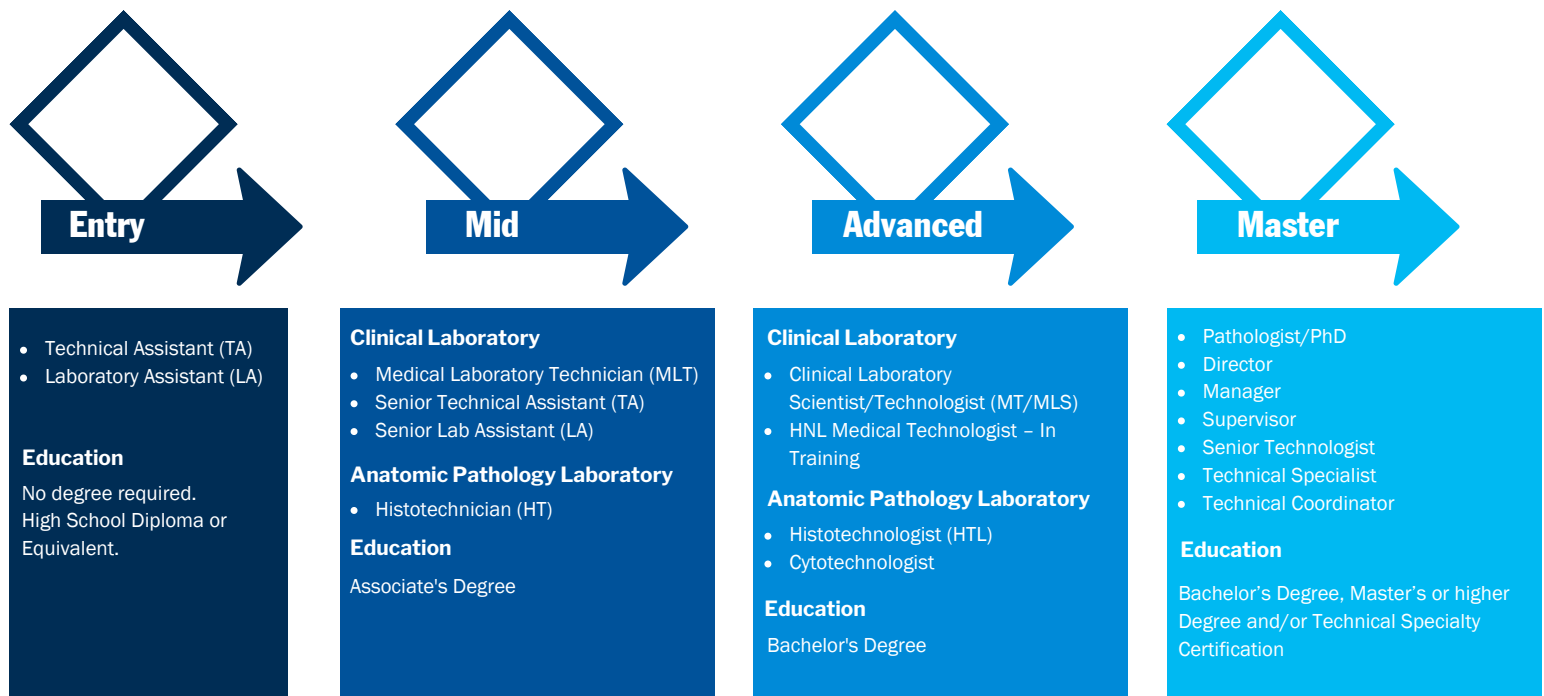 Entry
• Technical Assistant (TA)
• Laboratory Assistant (LA)
Education
No degree required.
High School Diploma or
Equivalent.
Mid
Clinical Laboratory
• Medical Laboratory Technician (MLT)
• Senior Technical Assistant (TA)
• Senior Lab Assistant (LA)
Anatomic Pathology Laboratory
• Histotechnician (HT)
Education
Associate's Degree
Advanced
Clinical Laboratory
• Clinical Laboratory
Scientist/Technologist (MT/MLS)
• HNL Medical Technologist – In
Training
Anatomic Pathology Laboratory
• Histotechnologist (HTL)
• Cytotechnologist
Education
Bachelor's Degree
Master
• Pathologist/PhD
• Director
• Manager
• Supervisor
• Senior Technologist
• Technical Specialist
• Technical Coordinator
Education
Bachelor’s Degree, Master’s or higher
Degree and/or Technical Specialty
Certification